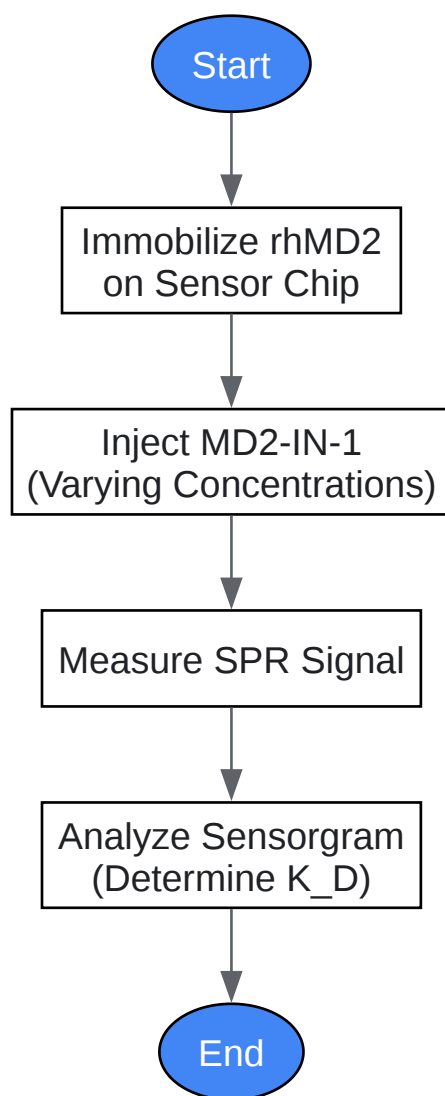 Start
Immobilize rhMD2
on Sensor Chip
Inject MD2-IN-1
(Varying Concentrations)
Measure SPR Signal
Analyze Sensorgram
(Determine K_D)
End